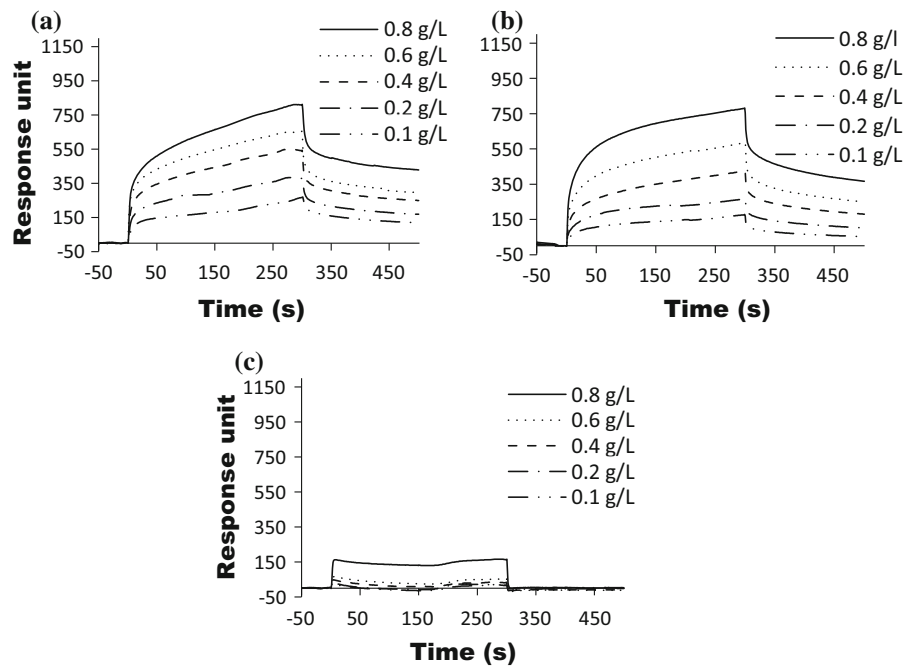 (a)
1150
950
750
550
350
150
-50
Response unit
-50 50 150 250 350 450
Time (s)
0.8 g/L
0.6 g/L
0.4 g/L
0.2 g/L
0.1 g/L
(b)
1150
950
750
550
350
150
-50
-50 50 150 250 350 450
Time (s)
0.8 g/l
0.6 g/L
0.4 g/L
0.2 g/L
0.1 g/L
(c)
1150
950
750
550
350
150
-50
Response unit
-50 50 150 250 350 450
Time (s)
0.8 g/L
0.6 g/L
0.4 g/L
0.2 g/L
0.1 g/L